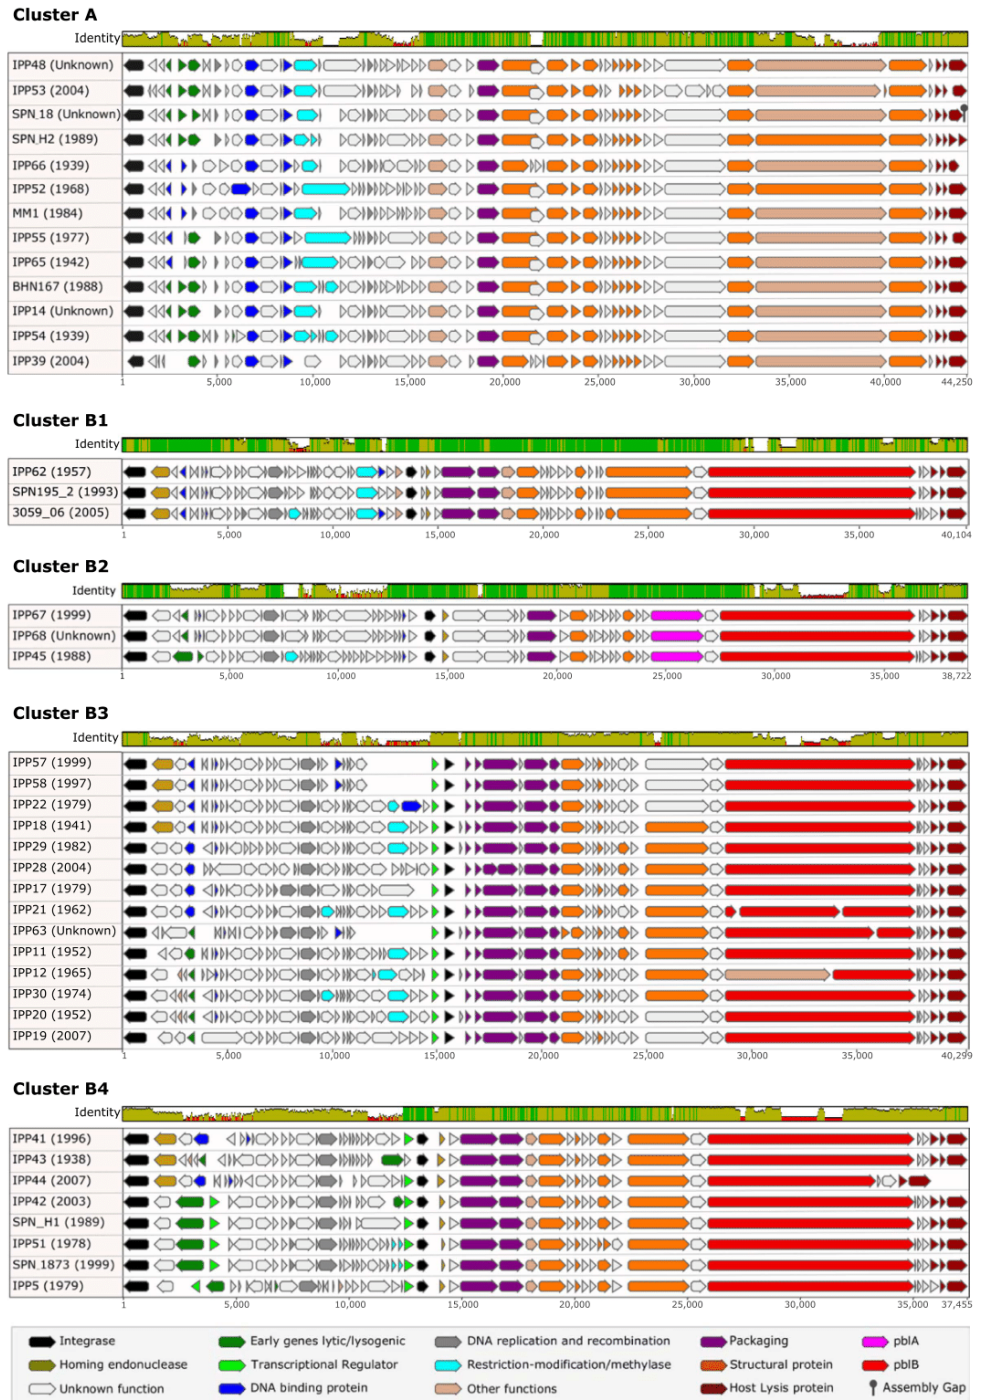 Cluster A
Identity
IPP48 (Unknown)
IPP53 (2004)
SPN_18 (Unknown)
SPN_H2 (1989)
IPP66 (1939)
IPP52 (1968)
MM1 (1984)
IPP55 (1977)
IPP65 (1942)
BHN167 (1988)
IPP14 (Unknown)
IPP54 (1939)
IPP39 (2004)
1 5,000 10,000 15,000 20,000 25,000 30,000 35,000 40,000 44,250
Cluster B1
Identity
IPP62 (1957)
SPN195_2 (1993)
3059_06 (2005)
1 5,000 10,000 15,000 20,000 25,000 30,000 35,000 40,104
Cluster B2
Identity
IPP67 (1999)
IPP68 (Unknown)
IPP45 (1988)
1 5,000 10,000 15,000 20,000 25,000 30,000 35,000 38,722
Cluster B3
Identity
IPP57 (1999)
IPP58 (1997)
IPP22 (1979)
IPP18 (1941)
IPP29 (1982)
IPP28 (2004)
IPP17 (1979)
IPP21 (1962)
IPP63 (Unknown)
IPP11 (1952)
IPP12 (1965)
IPP30 (1974)
IPP20 (1952)
IPP19 (2007)
1 5,000 10,000 15,000 20,000 25,000 30,000 35,000 40,299
Cluster B4
Identity
IPP41 (1996)
IPP43 (1938)
IPP44 (2007)
IPP42 (2003)
SPN_H1 (1989)
IPP51 (1978)
SPN_1873 (1999)
IPP5 (1979)
1 5,000 10,000 15,000 20,000 25,000 30,000 35,000 37,455
Integrase Early genes lytic/lysogenic DNA replication and recombination Packaging pblA
Homing endonuclease Transcriptional Regulator Restriction-modification/methylase Structural protein pblB
Unknown function DNA binding protein Other functions Host Lysis protein Assembly Gap